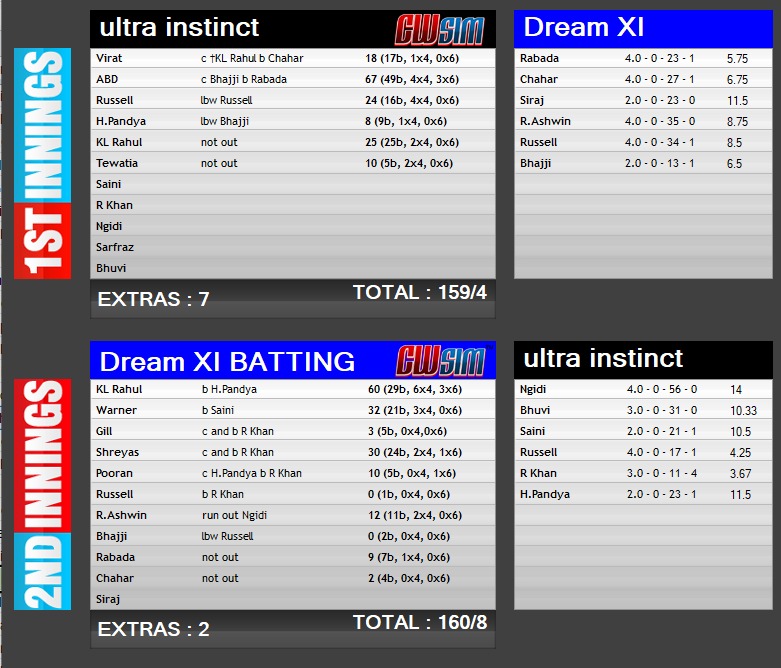 1ST INNINGS
ultra instinct CWSIM
Virat c †KL Rahul b Chahar 18 (17b, 1x4, 0x6)
ABD c Bhajji b Rabada 67 (49b, 4x4, 3x6)
Russell lbw Russell 24 (16b, 4x4, 0x6)
H.Pandya lbw Bhajji 8 (9b, 1x4, 0x6)
KL Rahul not out 25 (25b, 2x4, 0x6)
Tewatia not out 10 (5b, 2x4, 0x6)
Saini
R Khan
Ngidi
Sarfraz
Bhuvi
EXTRAS : 7 TOTAL : 159/4
Dream XI
Rabada 4.0 - 0 - 23 - 1 5.75
Chahar 4.0 - 0 - 27 - 1 6.75
Siraj 2.0 - 0 - 23 - 0 11.5
R.Ashwin 4.0 - 0 - 35 - 0 8.75
Russell 4.0 - 0 - 34 - 1 8.5
Bhajji 2.0 - 0 - 13 - 1 6.5
2ND INNINGS
Dream XI BATTING CWSIM
KL Rahul b H.Pandya 60 (29b, 6x4, 3x6)
Warner b Saini 32 (21b, 3x4, 0x6)
Gill c and b R Khan 3 (5b, 0x4,0x6)
Shreyas c and b R Khan 30 (24b, 2x4, 1x6)
Pooran c H.Pandya b R Khan 10 (5b, 0x4, 1x6)
Russell b R Khan 0 (1b, 0x4, 0x6)
R.Ashwin run out Ngidi 12 (11b, 2x4, 0x6)
Bhajji lbw Russell 0 (2b, 0x4, 0x6)
Rabada not out 9 (7b, 1x4, 0x6)
Chahar not out 2 (4b, 0x4, 0x6)
Siraj
EXTRAS : 2 TOTAL : 160/8
ultra instinct
Ngidi 4.0 - 0 - 56 - 0 14
Bhuvi 3.0 - 0 - 31 - 0 10.33
Saini 2.0 - 0 - 21 - 1 10.5
Russell 4.0 - 0 - 17 - 1 4.25
R Khan 3.0 - 0 - 11 - 4 3.67
H.Pandya 2.0 - 0 - 23 - 1 11.5